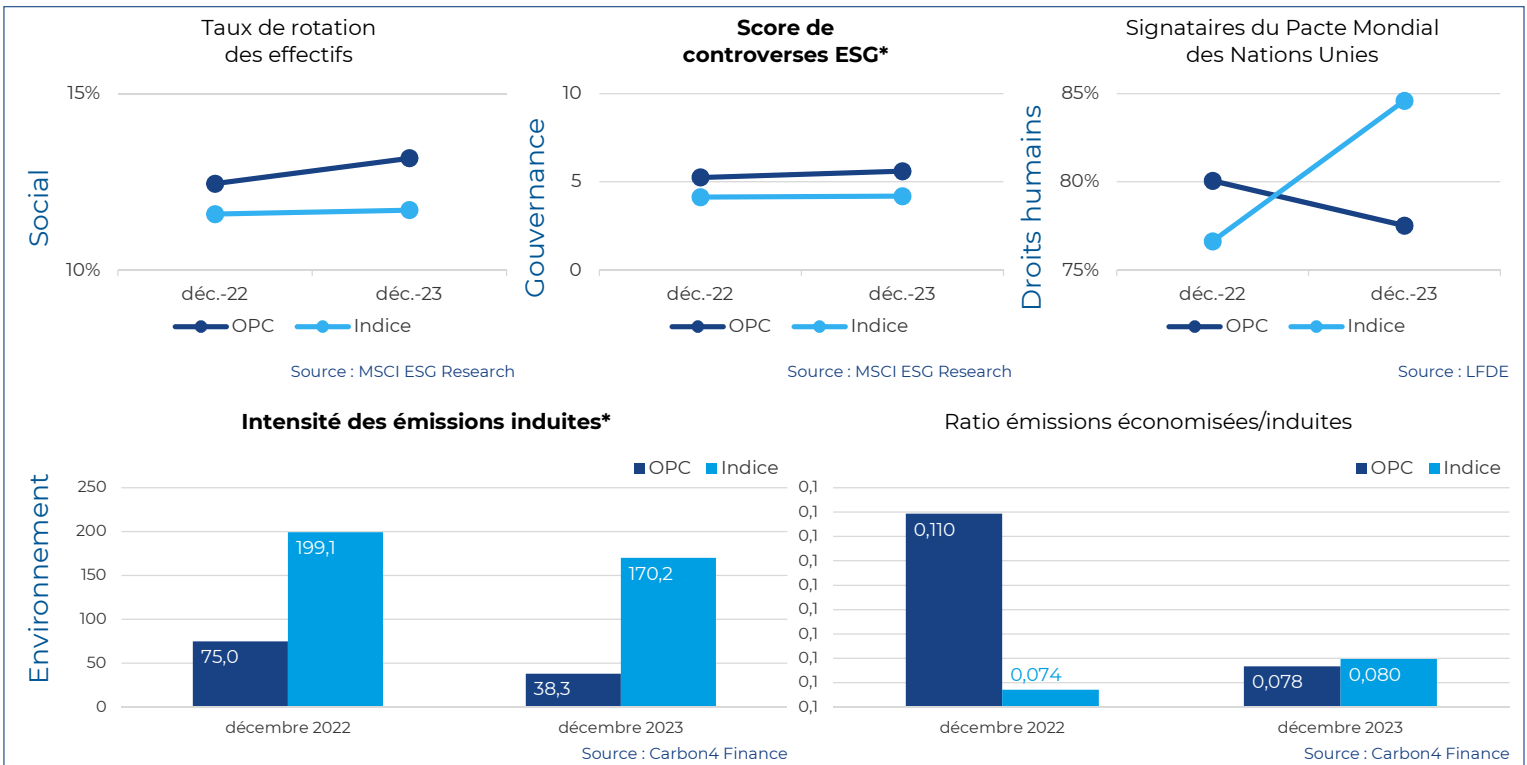 Taux de rotation
des effectifs
15%
10%
Social
déc.-22
déc.-23
OPC
Indice
Source : MSCI ESG Research
Score de
controverses ESG*
10
5
0
Gouvernance
déc.-22
déc.-23
OPC
Indice
Source : MSCI ESG Research
Signataires du Pacte Mondial
des Nations Unies
85%
80%
75%
Droits humains
déc.-22
déc.-23
OPC
Indice
Source : LFDE
Intensité des émissions induites*
OPC
Indice
Environnement
250
200
150
100
50
0
75,0
199,1
38,3
170,2
décembre 2022
décembre 2023
Source : Carbon4 Finance
Ratio émissions économisées/induites
OPC
Indice
0,1
0,1
0,1
0,1
0,1
0,1
0,1
0,1
0,1
0,1
0,110
0,074
0,078
0,080
décembre 2022
décembre 2023
Source : Carbon4 Finance